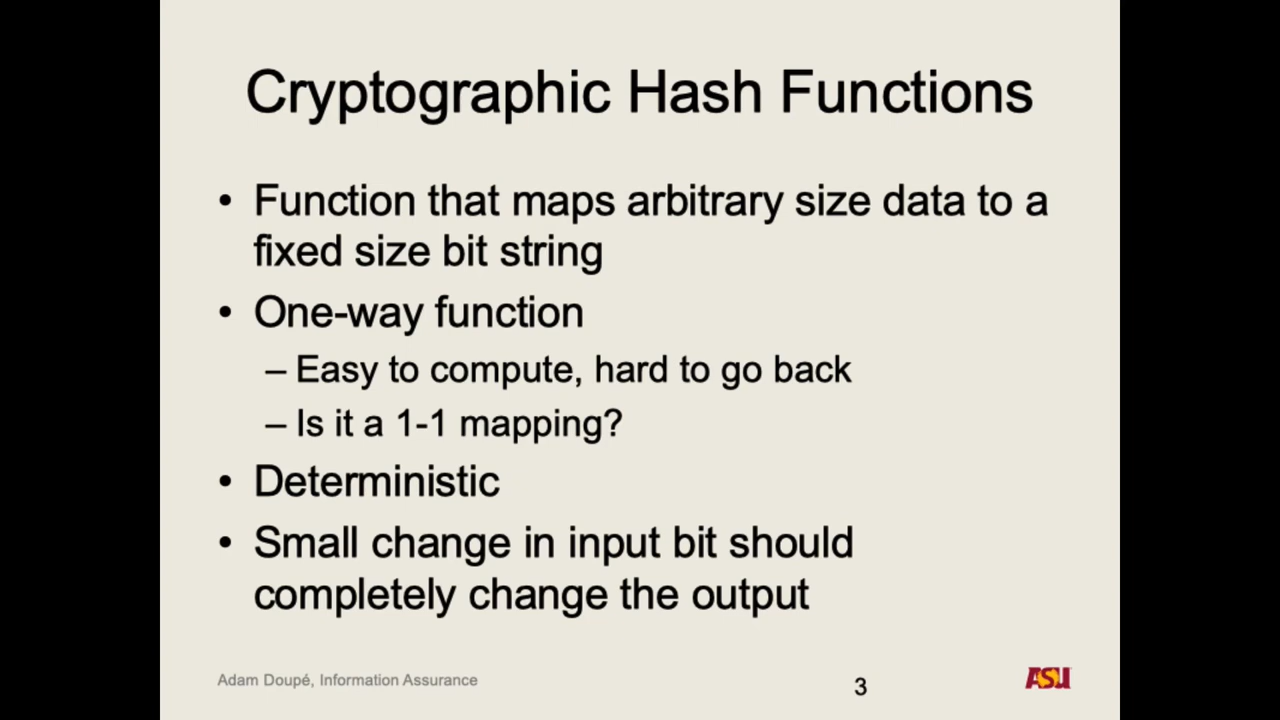 Cryptographic Hash Functions
• Function that maps arbitrary size data to a
fixed size bit string
• One-way function
– Easy to compute, hard to go back
– Is it a 1-1 mapping?
• Deterministic
• Small change in input bit should
completely change the output
Adam Doupé, Information Assurance
3
ASU